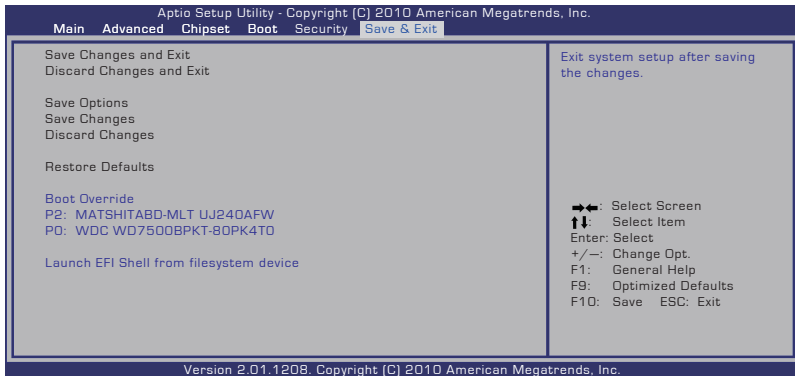 Aptio Setup Utility - Copyright (C) 2010 American Megatrends, Inc.
Main Advanced Chipset Boot Security Save & Exit
Save Changes and Exit
Discard Changes and Exit
Save Options
Save Changes
Discard Changes
Restore Defaults
Boot Override
P2: MATSHITABD-MLT UJ240AFW
P0: WDC WD7500BPKT-80PK4T0
Launch EFI Shell from filesystem device
Exit system setup after saving
the changes.
→←: Select Screen
↑↓: Select Item
Enter: Select
+/—: Change Opt.
F1: General Help
F9: Optimized Defaults
F10: Save ESC: Exit
Version 2.01.1208. Copyright (C) 2010 American Megatrends, Inc.